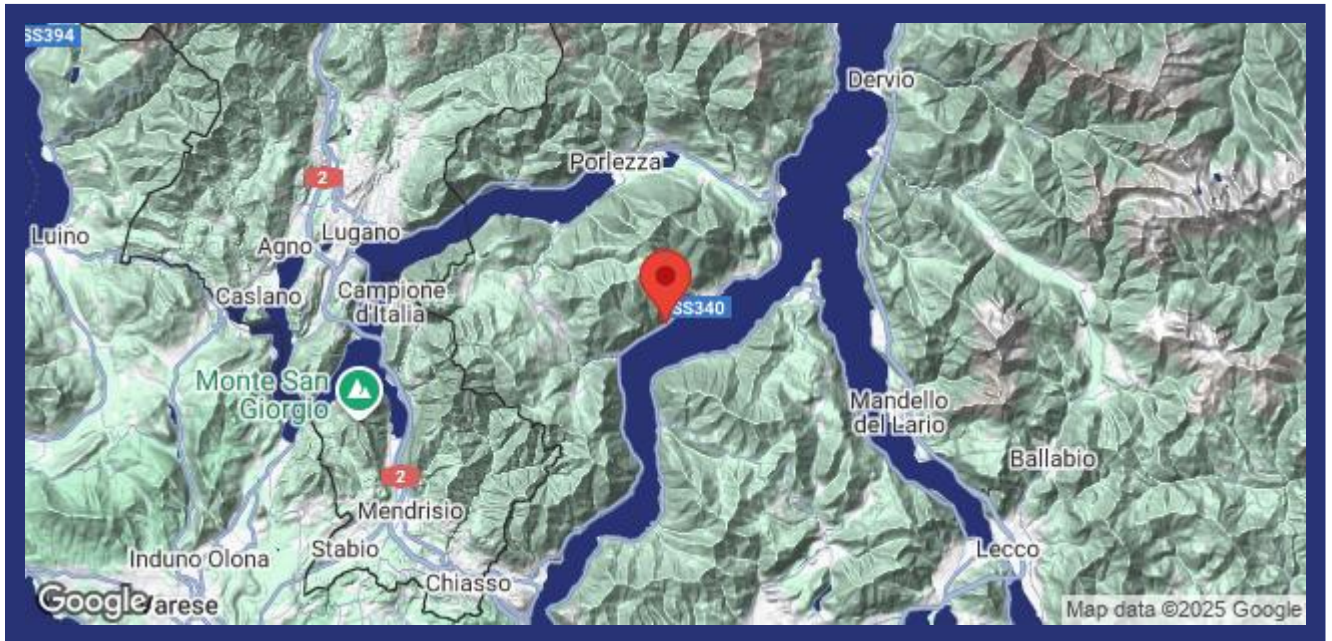 SS394
Dervio
Porlezza
2
Luino
Agno
Lugano
Caslano
Campione
d'Italia
SS340
Monte San
Giorgio
Mandello
del Lario
Ballabio
2
Mendrisio
Induno Olona
Stabio
Lecco
Chiasso
Google
Varese
Map data ©2025 Google